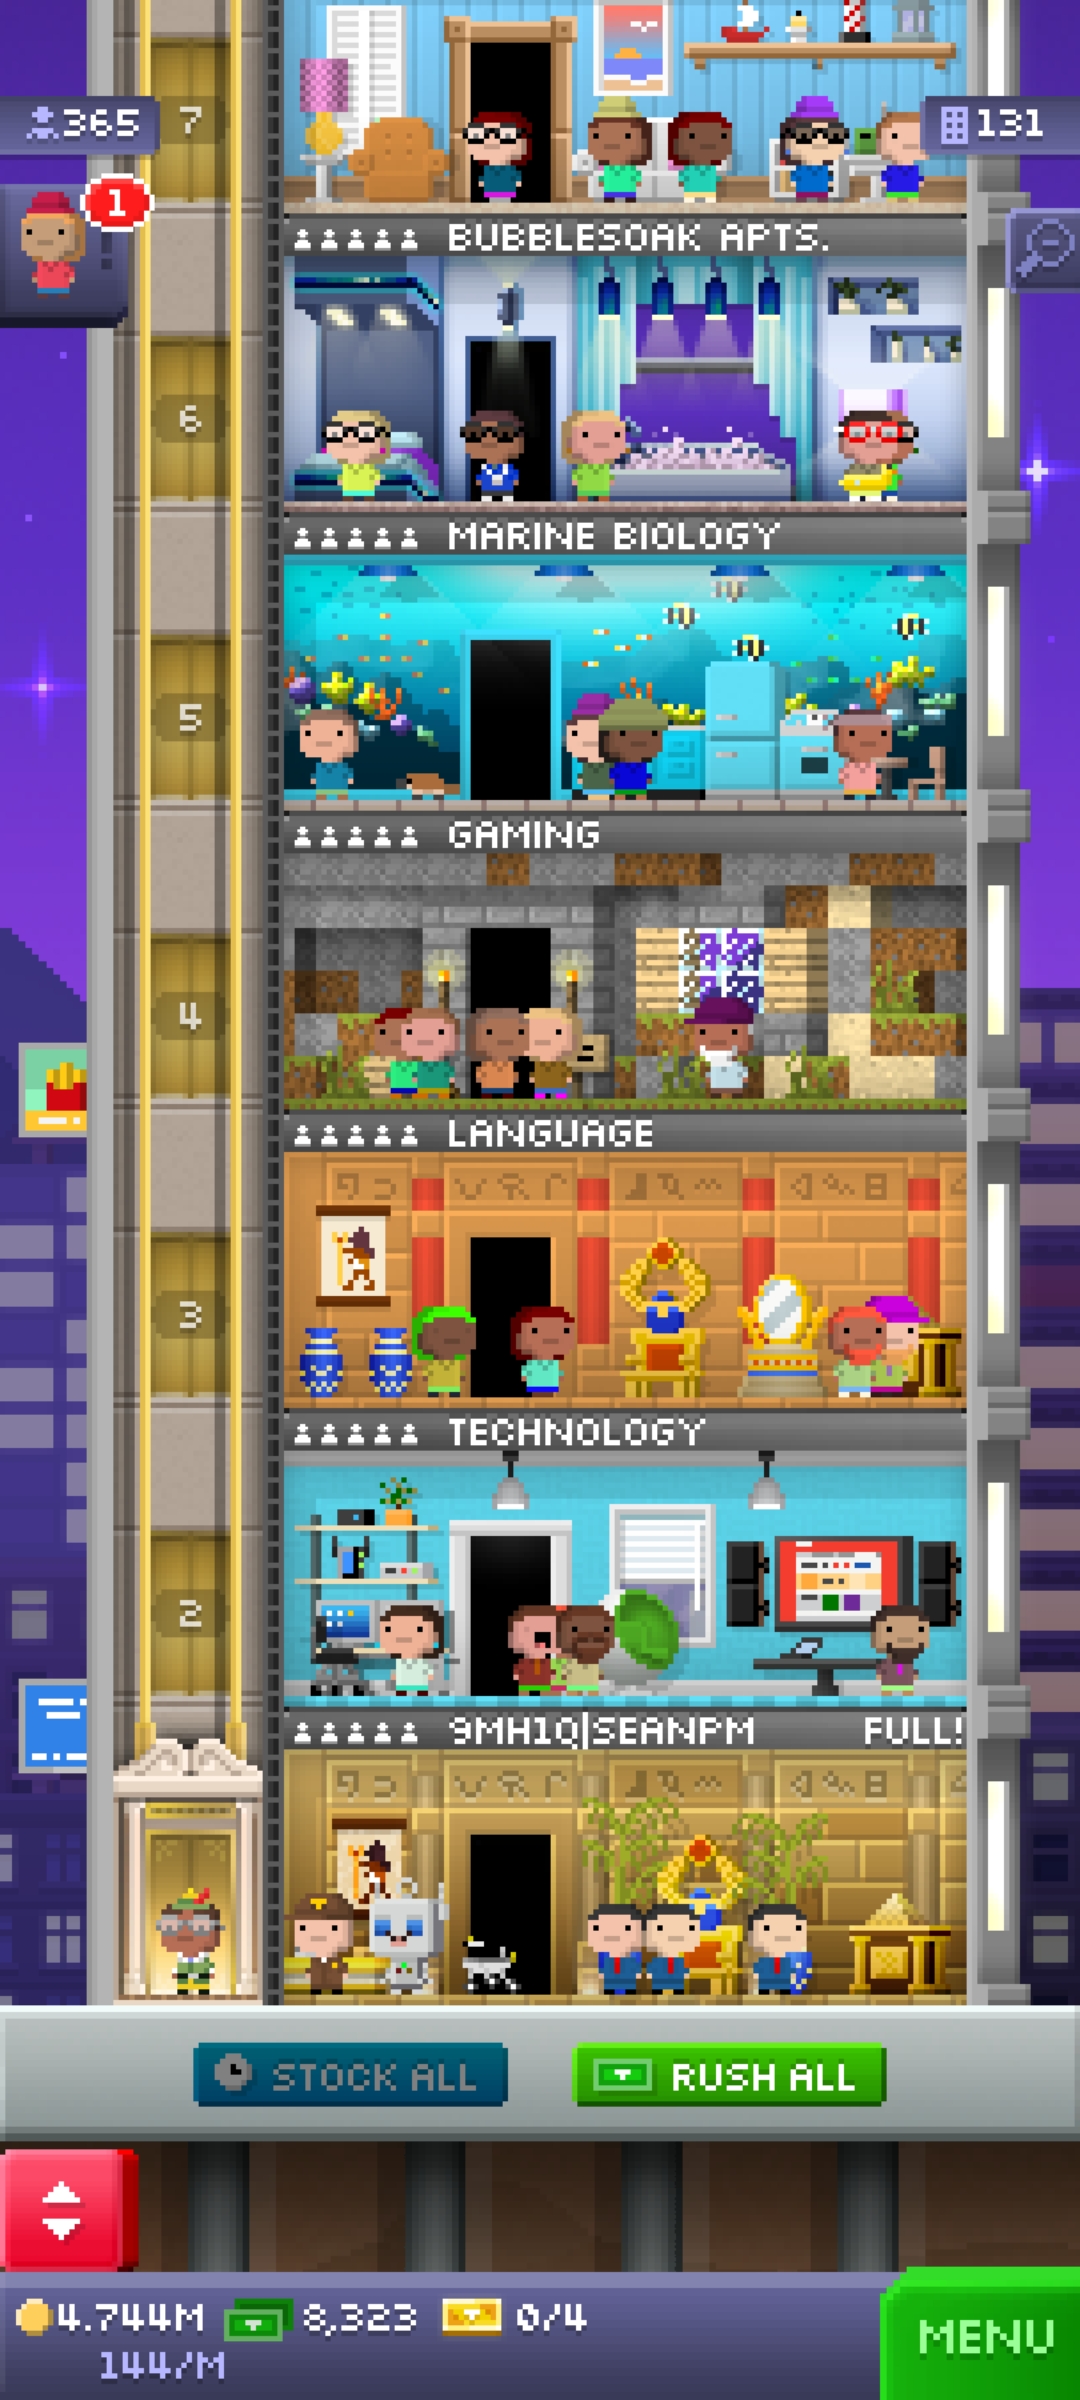 7
365
131
1
BUBBLESOAK APTS.
6
MARINE BIOLOGY
5
GAMING
4
LANGUAGE
3
TECHNOLOGY
2
9MH1Q|SEANPM FULL!
STOCK ALL
RUSH ALL
4.744M 8,323 0/4
144/M
MENU